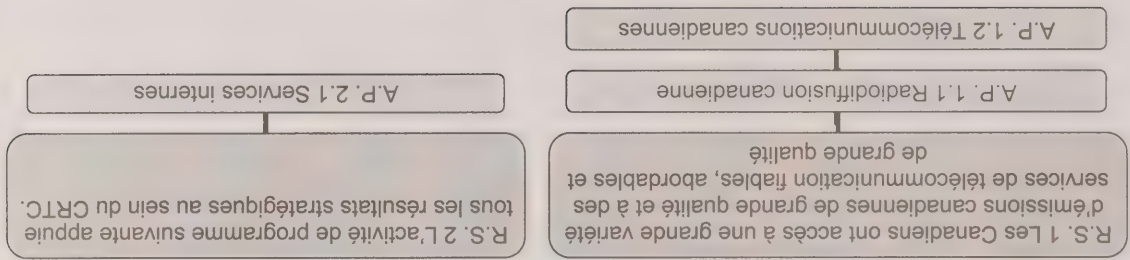 R.S. 1 Les Canadiens ont accès à une grande variété
d'émissions canadiennes de grande qualité et à des
services de télécommunication fiables, abordables et
de grande qualité
A.P. 1.1 Radiodiffusion canadienne
A.P. 1.2 Télécommunications canadiennes
R.S. 2 L'activité de programme suivante appuie
tous les résultats stratégiques au sein du CRTC.
A.P. 2.1 Services internes